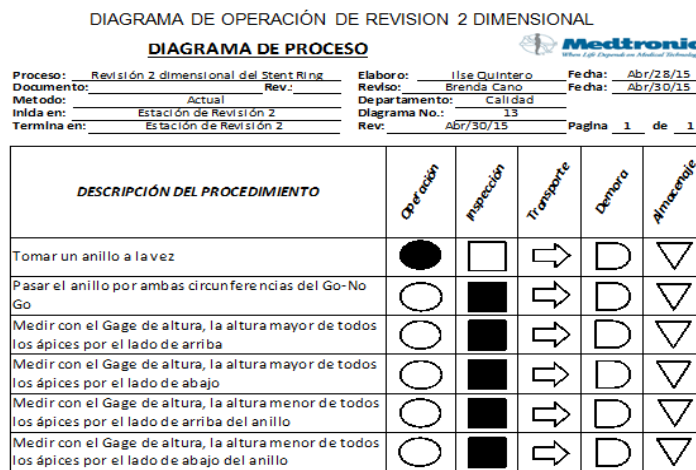 DIAGRAMA DE OPERACIÓN DE REVISION 2 DIMENSIONAL
DIAGRAMA DE PROCESO
Medtronic
When Life Depends on Medical Technology
Proceso: Revisión 2 dimensional del Stent Ring
Elaboro: Ilse Quintero
Fecha: Abr/28/15
Documento: Rev.:
Reviso: Brenda Cano
Fecha: Abr/30/15
Metodo: Actual
Departamento: Calidad
Inicia en: Estación de Revisión 2
Diagrama No.: 13
Termina en: Estación de Revisión 2
Rev: Abr/30/15
Pagina 1 de 1
DESCRIPCIÓN DEL PROCEDIMIENTO
Operación
Inspección
Transporte
Demora
Almacenaje
Tomar un anillo a la vez
Pasar el anillo por ambas circunferencias del Go-No
Go
Medir con el Gage de altura, la altura mayor de todos
los ápices por el lado de arriba
Medir con el Gage de altura, la altura mayor de todos
los ápices por el lado de abajo
Medir con el Gage de altura, la altura menor de todos
los ápices por el lado de arriba del anillo
Medir con el Gage de altura, la altura menor de todos
los ápices por el lado de abajo del anillo